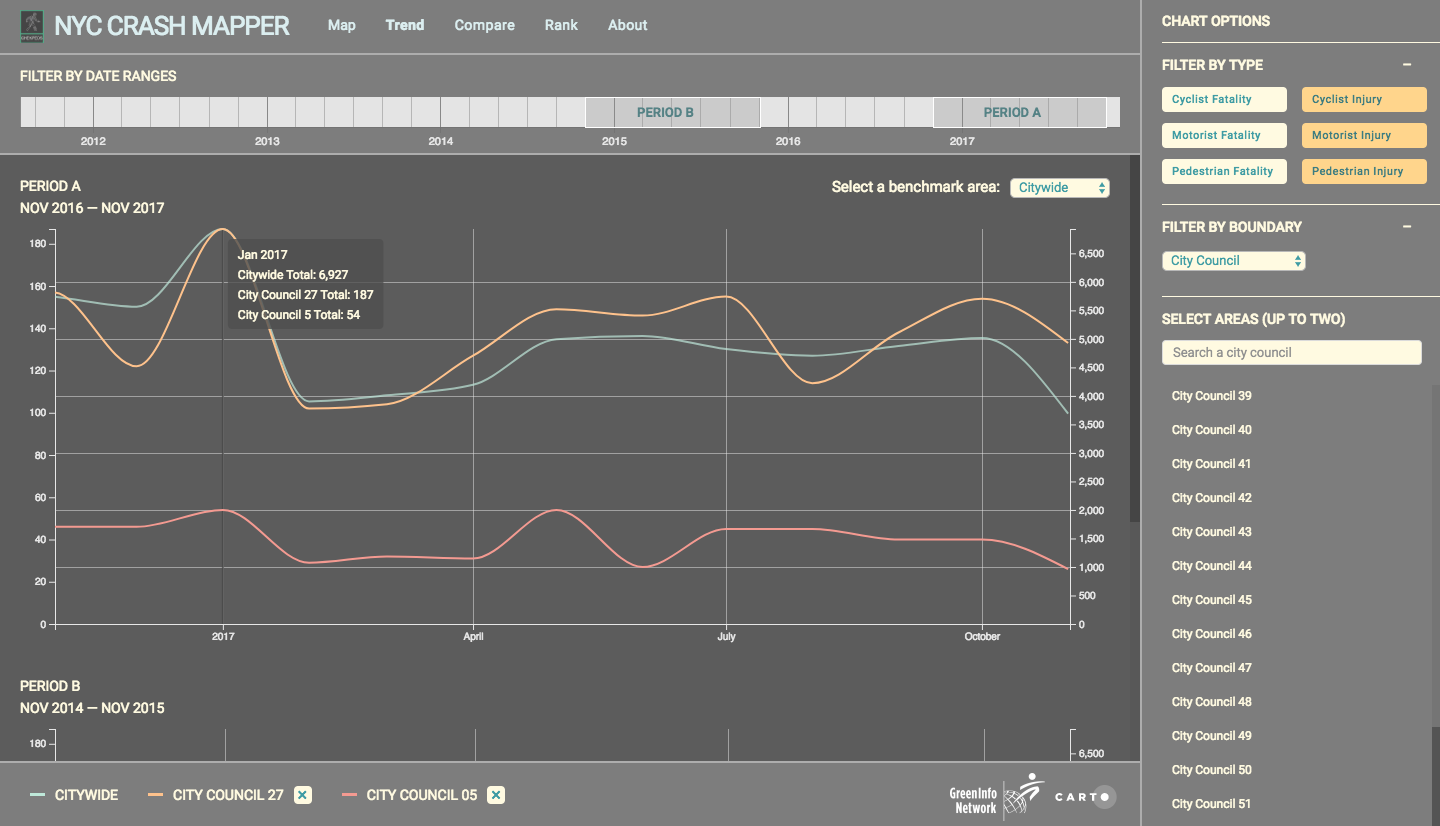 NYC CRASH MAPPER
Map Trend Compare Rank About
FILTER BY DATE RANGES
PERIOD B PERIOD A
2012 2013 2014 2015 2016 2017
PERIOD A
NOV 2016 — NOV 2017
Select a benchmark area: Citywide
180
160
140
120
100
80
60
40
20
0
Jan 2017
Citywide Total: 6,927
City Council 27 Total: 187
City Council 5 Total: 54
6,500
6,000
5,500
5,000
4,500
4,000
3,500
3,000
2,500
2,000
1,500
1,000
500
0
2017 April July October
PERIOD B
NOV 2014 — NOV 2015
180
6,500
CITYWIDE CITY COUNCIL 27 × CITY COUNCIL 05 ×
GreenInfo
Network
CARTO
CHART OPTIONS
FILTER BY TYPE –
Cyclist Fatality Cyclist Injury
Motorist Fatality Motorist Injury
Pedestrian Fatality Pedestrian Injury
FILTER BY BOUNDARY –
City Council
SELECT AREAS (UP TO TWO)
Search a city council
City Council 39
City Council 40
City Council 41
City Council 42
City Council 43
City Council 44
City Council 45
City Council 46
City Council 47
City Council 48
City Council 49
City Council 50
City Council 51